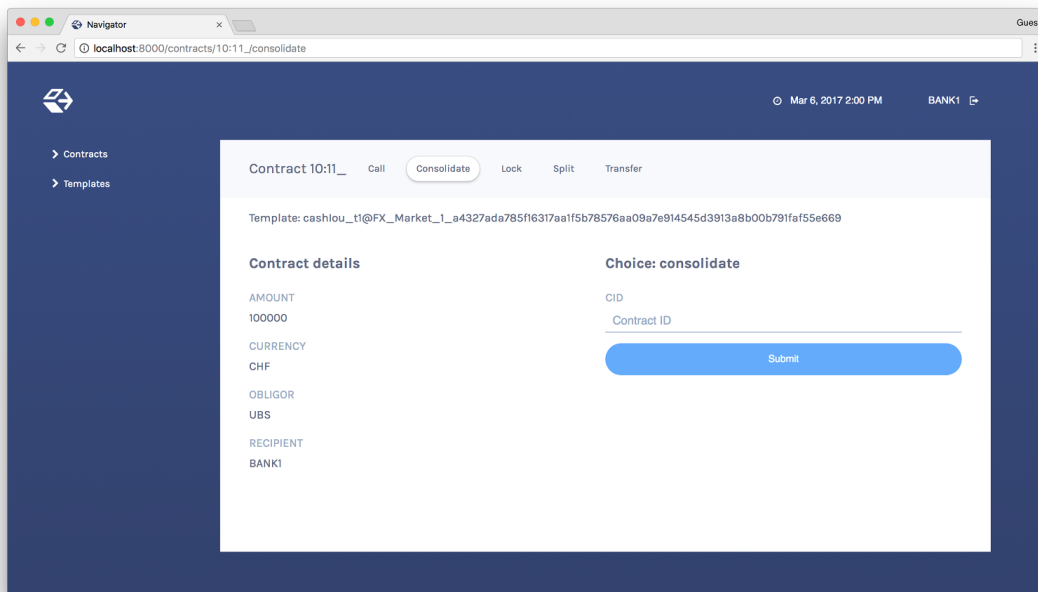 Navigator
Gues
localhost:8000/contracts/10:11_/consolidate
Mar 6, 2017 2:00 PM BANK1
Contracts
Templates
Contract 10:11_ Call Consolidate Lock Split Transfer
Template: cashIou_t1@FX_Market_1_a4327ada785f16317aa1f5b78576aa09a7e914545d3913a8b00b791faf55e669
Contract details
AMOUNT
100000
CURRENCY
CHF
OBLIGOR
UBS
RECIPIENT
BANK1
Choice: consolidate
CID
Contract ID
Submit